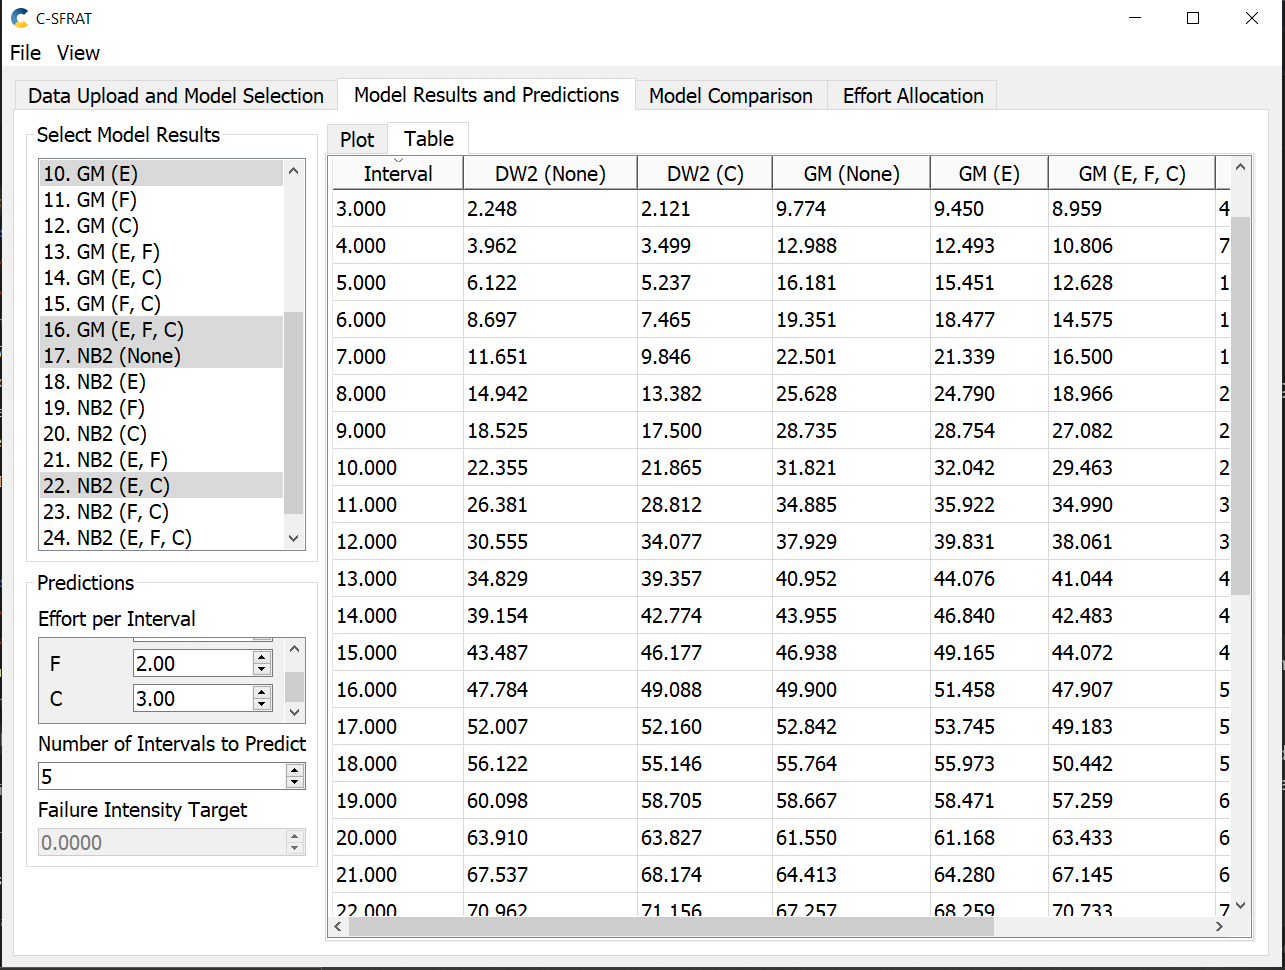 C-SFRAT
File View
Data Upload and Model Selection Model Results and Predictions Model Comparison Effort Allocation
Select Model Results
10. GM (E)
11. GM (F)
12. GM (C)
13. GM (E, F)
14. GM (E, C)
15. GM (F, C)
16. GM (E, F, C)
17. NB2 (None)
18. NB2 (E)
19. NB2 (F)
20. NB2 (C)
21. NB2 (E, F)
22. NB2 (E, C)
23. NB2 (F, C)
24. NB2 (E, F, C)
Predictions
Effort per Interval
F 2.00
C 3.00
Number of Intervals to Predict
5
Failure Intensity Target
0.0000
Plot Table
Interval DW2 (None) DW2 (C) GM (None) GM (E) GM (E, F, C)
3.000 2.248 2.121 9.774 9.450 8.959 4
4.000 3.962 3.499 12.988 12.493 10.806 7
5.000 6.122 5.237 16.181 15.451 12.628 1
6.000 8.697 7.465 19.351 18.477 14.575 1
7.000 11.651 9.846 22.501 21.339 16.500 1
8.000 14.942 13.382 25.628 24.790 18.966 2
9.000 18.525 17.500 28.735 28.754 27.082 2
10.000 22.355 21.865 31.821 32.042 29.463 2
11.000 26.381 28.812 34.885 35.922 34.990 3
12.000 30.555 34.077 37.929 39.831 38.061 3
13.000 34.829 39.357 40.952 44.076 41.044 4
14.000 39.154 42.774 43.955 46.840 42.483 4
15.000 43.487 46.177 46.938 49.165 44.072 4
16.000 47.784 49.088 49.900 51.458 47.907 5
17.000 52.007 52.160 52.842 53.745 49.183 5
18.000 56.122 55.146 55.764 55.973 50.442 5
19.000 60.098 58.705 58.667 58.471 57.259 6
20.000 63.910 63.827 61.550 61.168 63.433 6
21.000 67.537 68.174 64.413 64.280 67.145 6
22.000 70.962 71.156 67.257 68.259 70.733 7